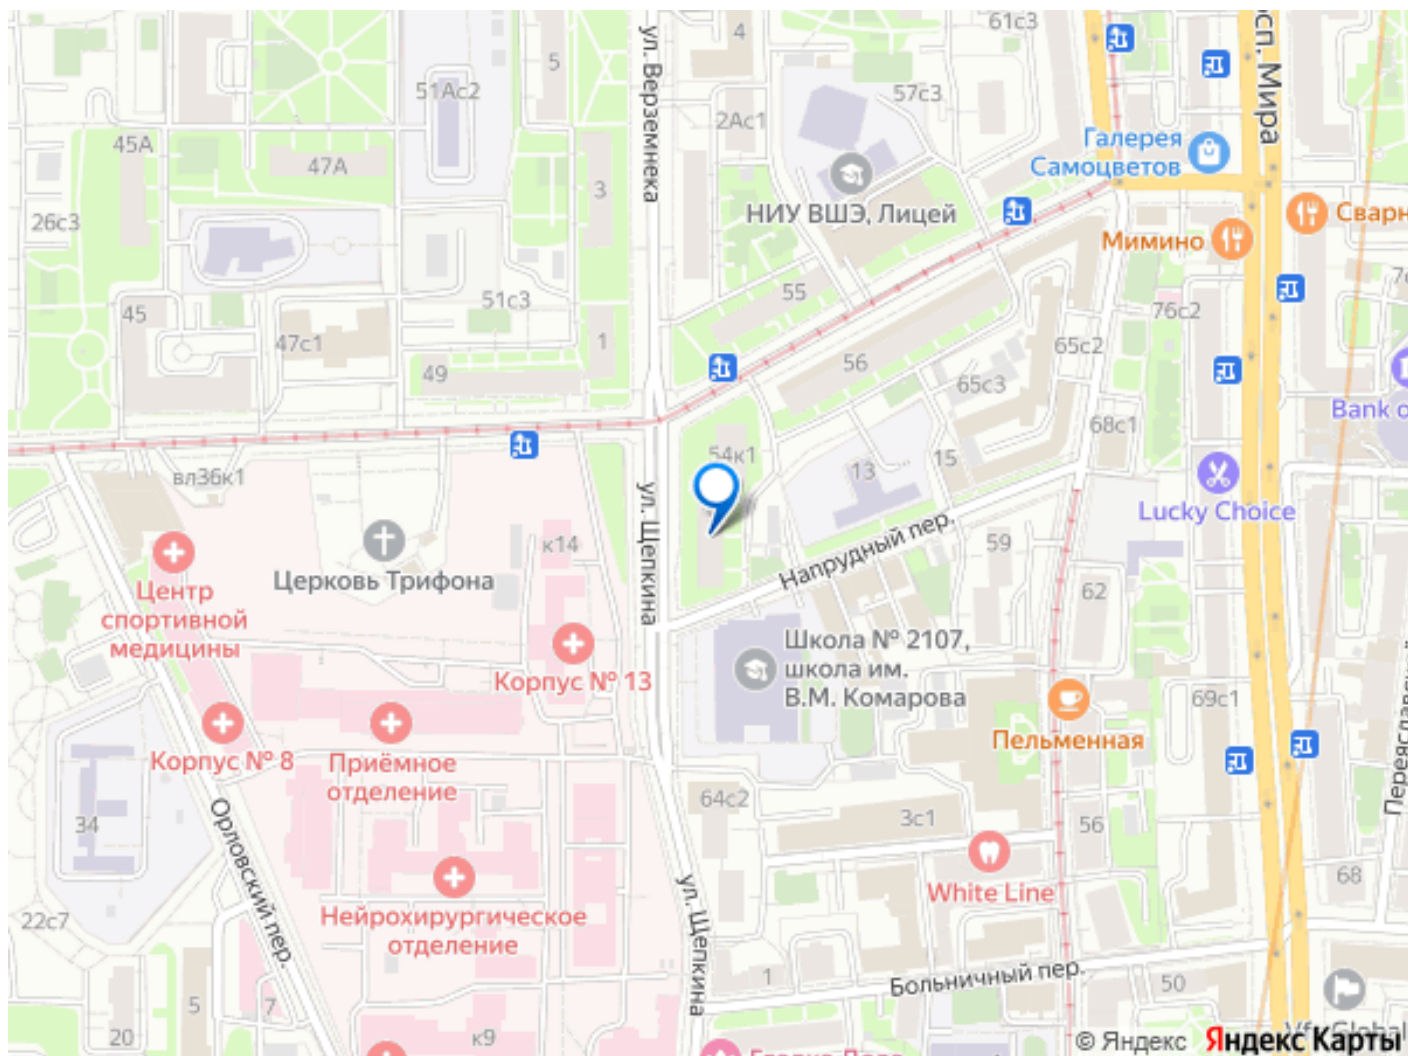 61с3
4
5
51Ас2
57с3
2Ас1
ул. Верземнека
Мира
45А
47А
3
Галерея
Самоцветов
НИУ ВШЭ, Лицей
26с3
Мимино
51с3
55
45
47с1
1
76с2
49
56
65с2
65с3
Bank
68с1
вл36к1
54к1
13
15
Lucky Choice
ул. Щепкина
Напрудный пер.
к14
59
Церковь Трифона
Центр
спортивной
медицины
62
Школа № 2107,
школа им.
В.М. Комарова
Корпус № 13
69с1
Пельменная
Корпус № 8
Приёмное
отделение
64с2
3с1
56
34
Орловский пер.
White Line
68
22с7
Нейрохирургическое
отделение
ул. Щепкина
1
Больничный пер.
50
5
7
20
к9
© Яндекс Яндекс Карты